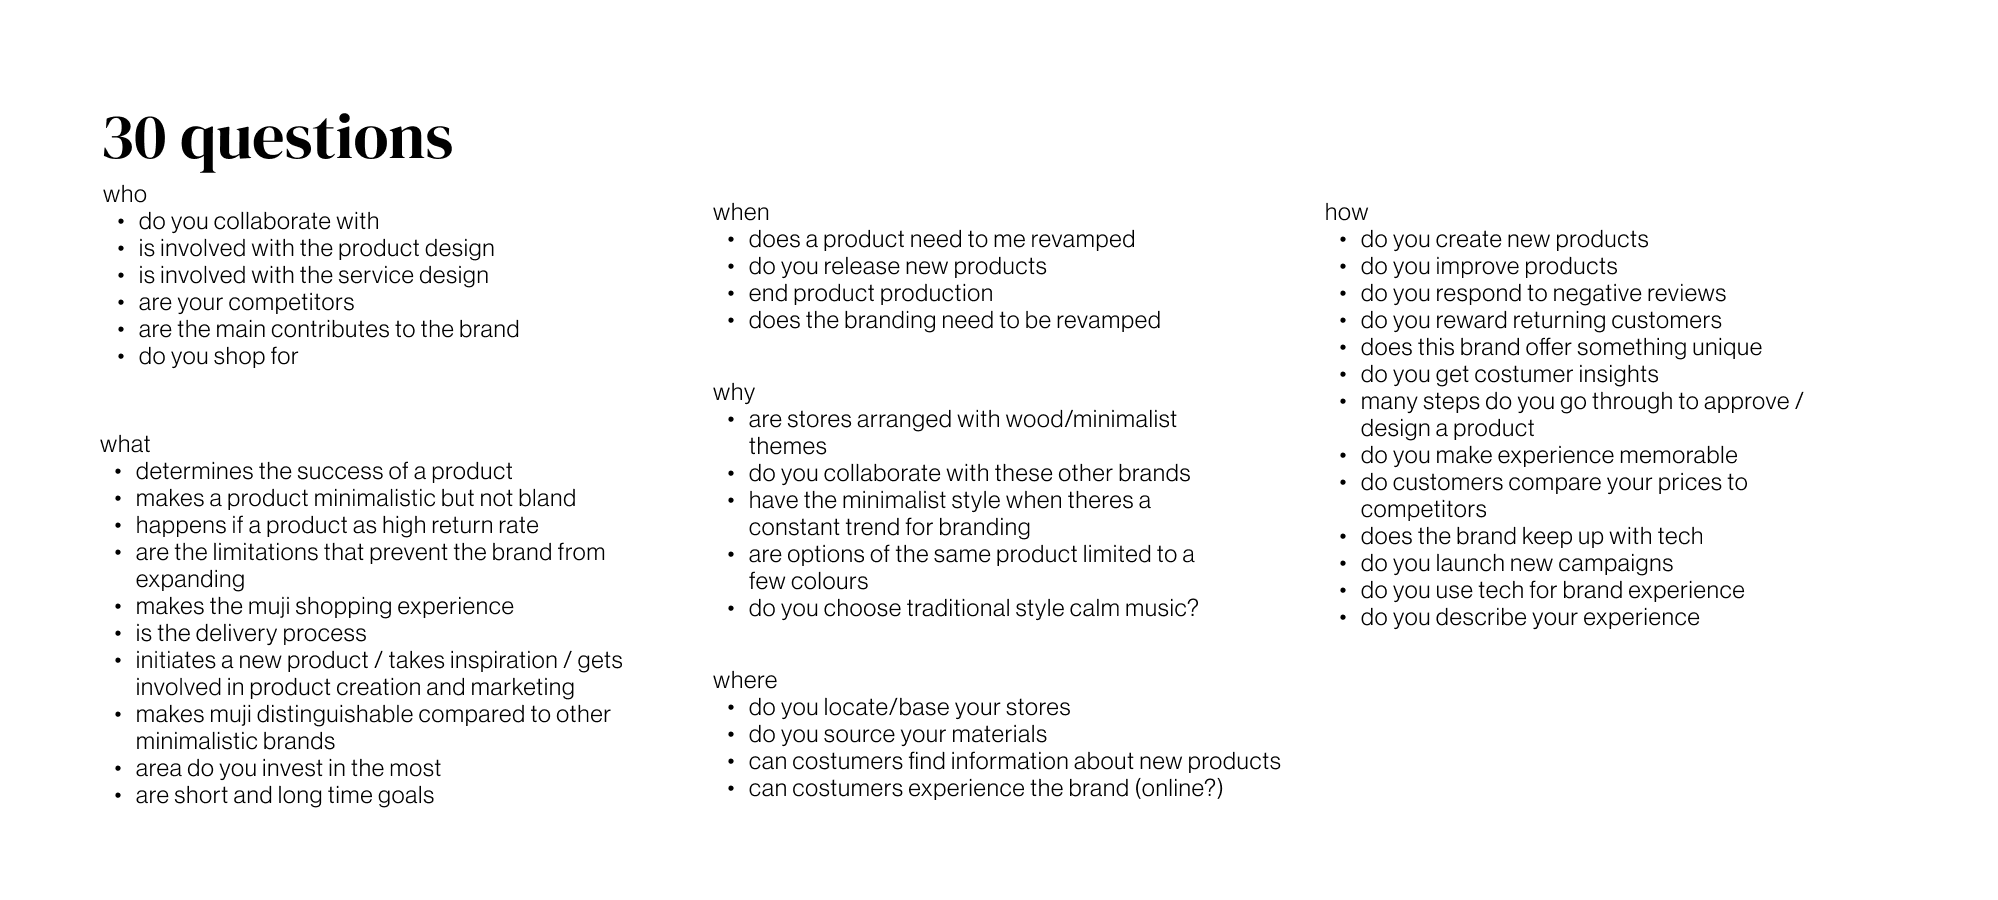 30 questions
who
• do you collaborate with
• is involved with the product design
• is involved with the service design
• are your competitors
• are the main contributes to the brand
• do you shop for
what
• determines the success of a product
• makes a product minimalistic but not bland
• happens if a product as high return rate
• are the limitations that prevent the brand from
expanding
• makes the muji shopping experience
• is the delivery process
• initiates a new product / takes inspiration / gets
involved in product creation and marketing
• makes muji distinguishable compared to other
minimalistic brands
• area do you invest in the most
• are short and long time goals
when
• does a product need to me revamped
• do you release new products
• end product production
• does the branding need to be revamped
why
• are stores arranged with wood/minimalist
themes
• do you collaborate with these other brands
• have the minimalist style when theres a
constant trend for branding
• are options of the same product limited to a
few colours
• do you choose traditional style calm music?
where
• do you locate/base your stores
• do you source your materials
• can costumers find information about new products
• can costumers experience the brand (online?)
how
• do you create new products
• do you improve products
• do you respond to negative reviews
• do you reward returning customers
• does this brand offer something unique
• do you get costumer insights
• many steps do you go through to approve /
design a product
• do you make experience memorable
• do customers compare your prices to
competitors
• does the brand keep up with tech
• do you launch new campaigns
• do you use tech for brand experience
• do you describe your experience